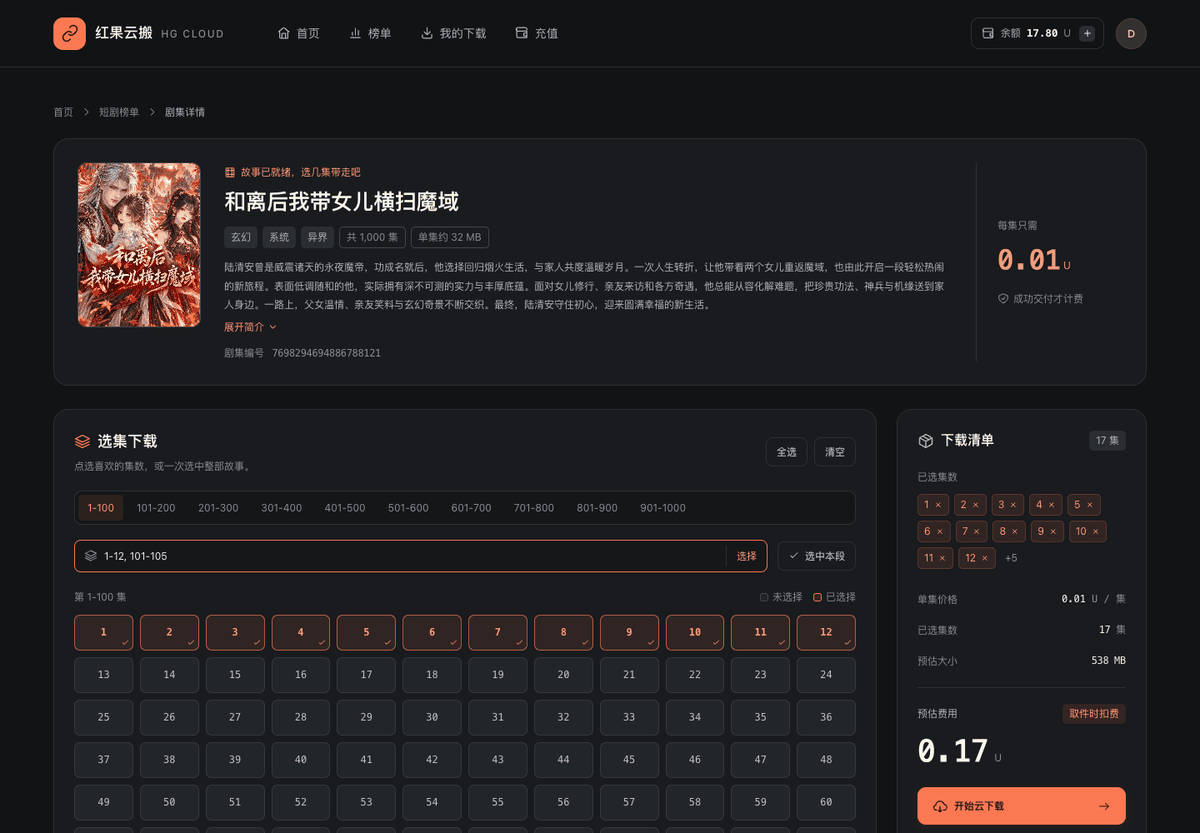 红果云搬 HG CLOUD 首页 榜单 我的下载 充值 余额 17.80 U + D
首页 > 短剧榜单 > 剧集详情
和离后
我带女儿横扫魔域
故事已就绪，选几集带走吧
和离后我带女儿横扫魔域
玄幻 系统 异界 共 1,000 集 单集约 32 MB
陆清安曾是威震诸天的永夜魔帝，功成名就后，他选择回归烟火生活，与家人共度温暖岁月。一次人生转折，让他带着两个女儿重返魔域，也由此开启一段轻松热闹
的新旅程。表面低调随和的他，实际拥有深不可测的实力与丰厚底蕴。面对女儿修行、亲友来访和各方奇遇，他总能从容化解难题，把珍贵功法、神兵与机缘送到家
人身边。一路上，父女温情、亲友笑料与玄幻奇景不断交织。最终，陆清安守住初心，迎来圆满幸福的新生活。
展开简介
剧集编号 7698294694886788121
每集只需
0.01 U
成功交付才计费
选集下载
点选喜欢的集数，或一次选中整部故事。
全选 清空
1-100 101-200 201-300 301-400 401-500 501-600 601-700 701-800 801-900 901-1000
1-12, 101-105 选择 选中本段
第 1-100 集 未选择 已选择
1 2 3 4 5 6 7 8 9 10 11 12
13 14 15 16 17 18 19 20 21 22 23 24
25 26 27 28 29 30 31 32 33 34 35 36
37 38 39 40 41 42 43 44 45 46 47 48
49 50 51 52 53 54 55 56 57 58 59 60
下载清单 17 集
已选集数
1 × 2 × 3 × 4 × 5 ×
6 × 7 × 8 × 9 × 10 ×
11 × 12 × +5
单集价格 0.01 U / 集
已选集数 17 集
预估大小 538 MB
预估费用 取件时扣费
0.17 U
开始云下载